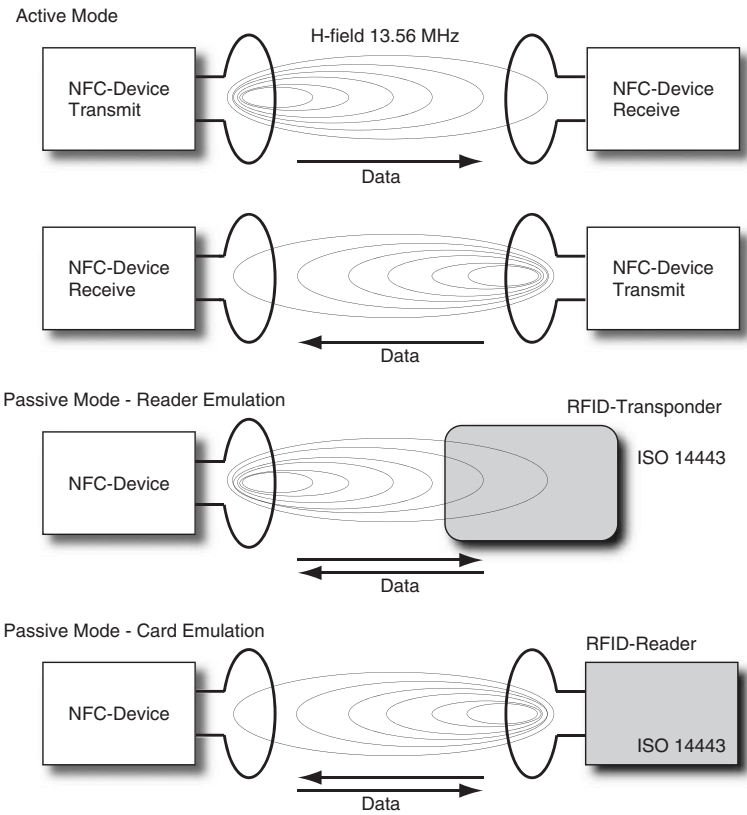 Active Mode
H-field 13.56 MHz
NFC-Device
Transmit
NFC-Device
Receive
Data
NFC-Device
Receive
NFC-Device
Transmit
Data
Passive Mode - Reader Emulation
RFID-Transponder
ISO 14443
NFC-Device
Data
Passive Mode - Card Emulation
RFID-Reader
NFC-Device
ISO 14443
Data